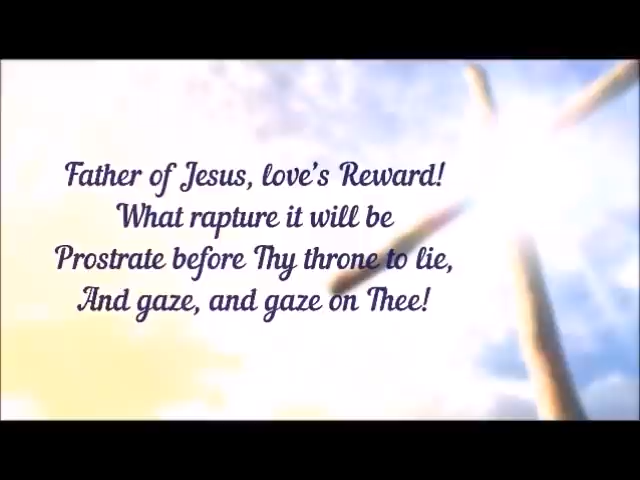 Father of Jesus, love's Reward!
What rapture it will be
Prostrate before Thy throne to lie,
And gaze, and gaze on Thee!